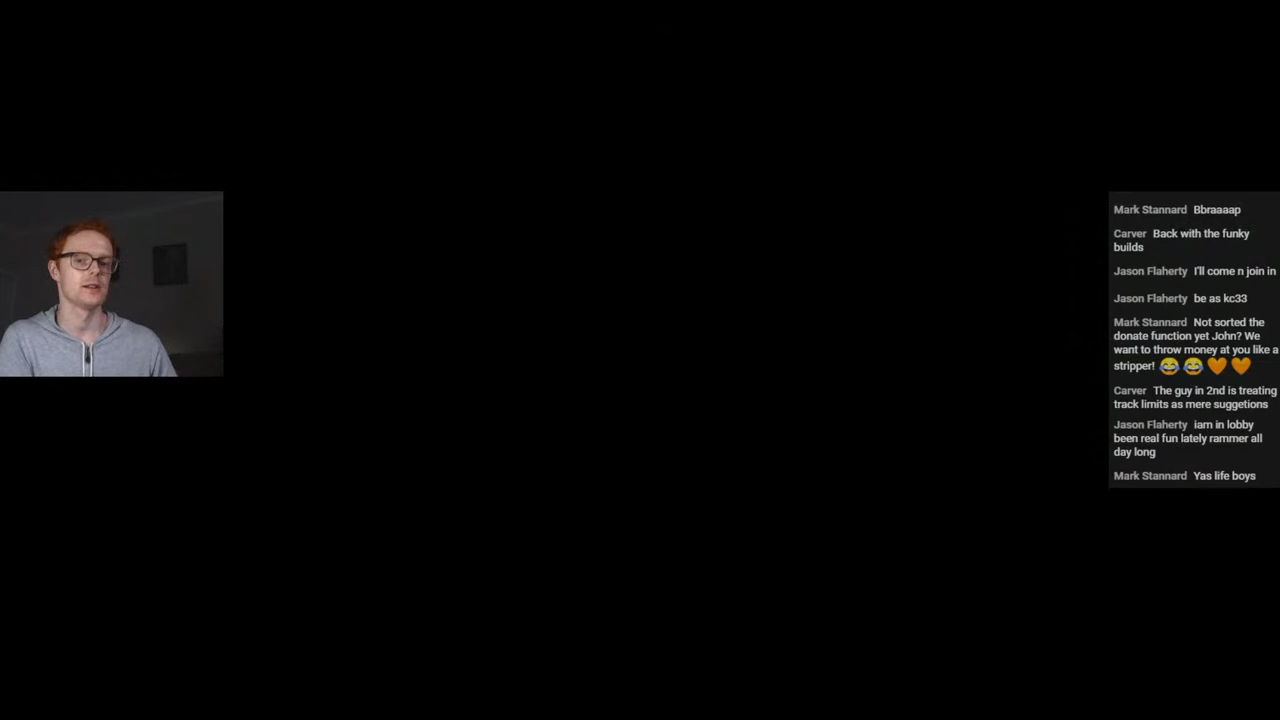 Mark Stannard Bbraaaap
Carver Back with the funky
builds
Jason Flaherty I'll come n join in
Jason Flaherty be as kc33
Mark Stannard Not sorted the
donate function yet John? We
want to throw money at you like a
stripper! 😂😂🧡🧡
Carver The guy in 2nd is treating
track limits as mere suggetions
Jason Flaherty iam in lobby
been real fun lately rammer all
day long
Mark Stannard Yas life boys